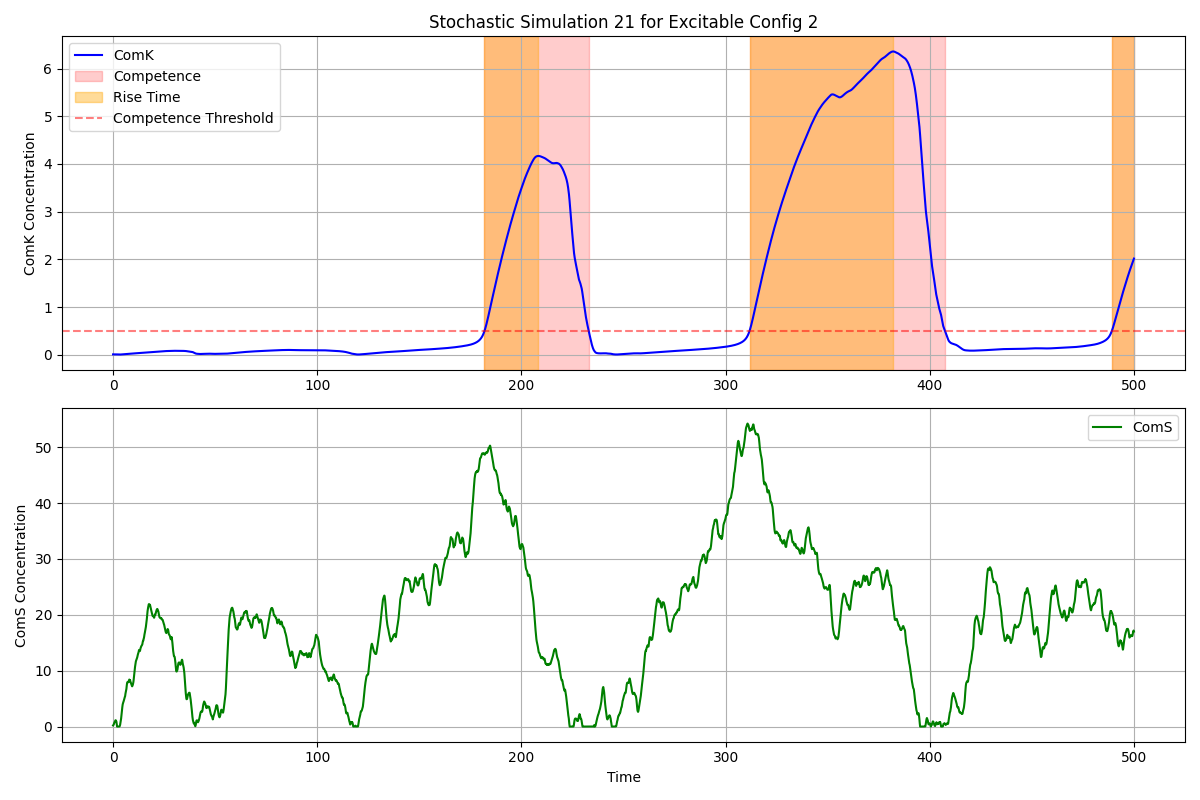 Stochastic Simulation 21 for Excitable Config 2
ComK
Competence
Rise Time
Competence Threshold
ComK Concentration
6
5
4
3
2
1
0
0 100 200 300 400 500
ComS
ComS Concentration
50
40
30
20
10
0
0 100 200 300 400 500
Time